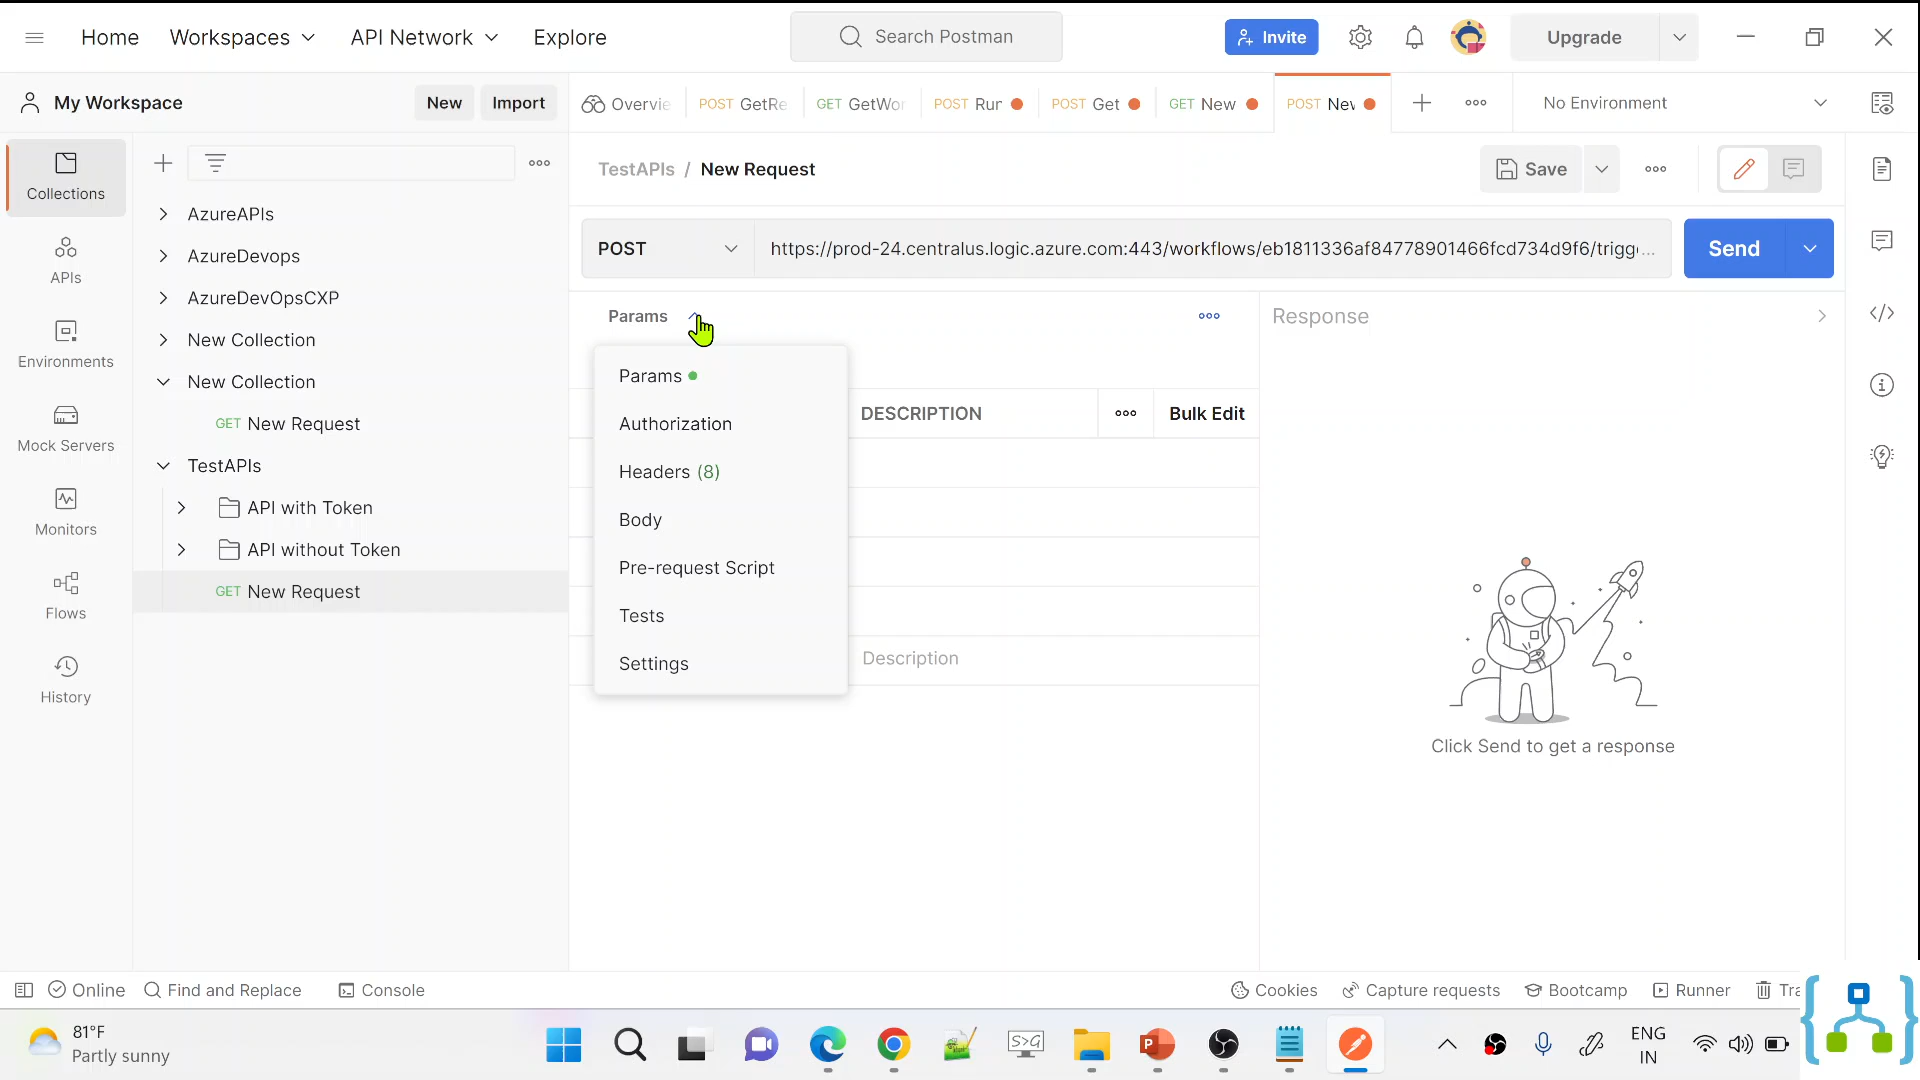 Home
Workspaces
API Network
Explore
Search Postman
Invite
Upgrade
My Workspace
New
Import
Overvie
POST GetRe
GET GetWor
POST Run
POST Get
GET New
POST Nev
No Environment
Collections
APIs
Environments
Mock Servers
Monitors
Flows
History
AzureAPIs
AzureDevops
AzureDevOpsCXP
New Collection
New Collection
GET New Request
TestAPIs
API with Token
API without Token
GET New Request
TestAPIs / New Request
Save
POST
https://prod-24.centralus.logic.azure.com:443/workflows/eb1811336af84778901466fcd734d9f6/trigg...
Send
Params
Params
Authorization
Headers (8)
Body
Pre-request Script
Tests
Settings
DESCRIPTION
Bulk Edit
Description
Response
Click Send to get a response
Online
Find and Replace
Console
Cookies
Capture requests
Bootcamp
Runner
Tra
81°F
Partly sunny
S>G
ENG
IN